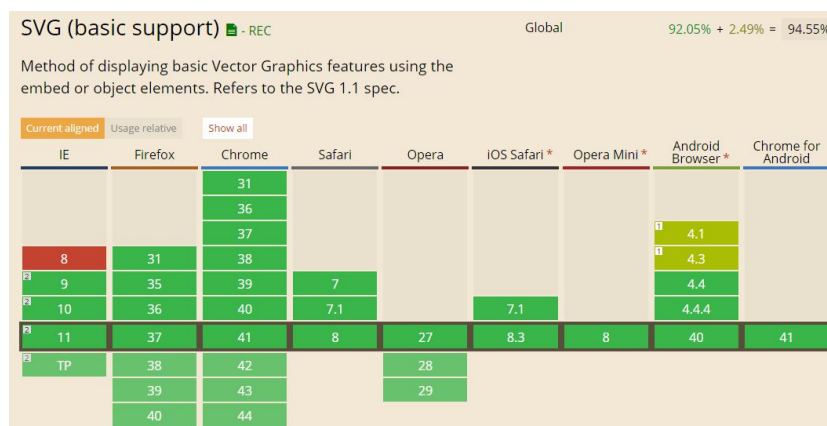 SVG (basic support) - REC Global 92.05% + 2.49% = 94.55%
Method of displaying basic Vector Graphics features using the
embed or object elements. Refers to the SVG 1.1 spec.
Current aligned Usage relative Show all
IE Firefox Chrome Safari Opera iOS Safari * Opera Mini * Android Browser * Chrome for Android
31
36
37 1 4.1
8 31 38 1 4.3
2 9 35 39 7 4.4
2 10 36 40 7.1 7.1 4.4.4
2 11 37 41 8 27 8.3 8 40 41
2 TP 38 42 28
39 43 29
40 44